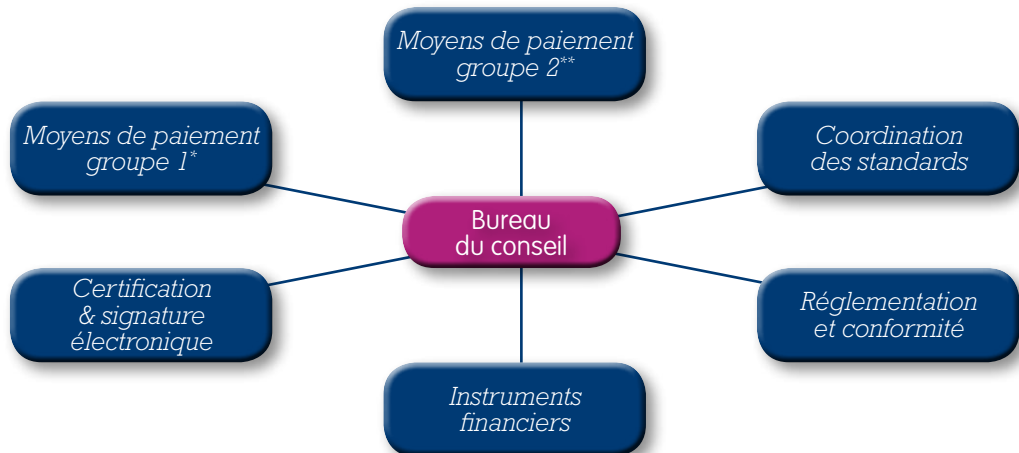 Moyens de paiement
groupe 2**
Moyens de paiement
groupe 1*
Coordination
des standards
Bureau
du conseil
Certification
& signature
électronique
Réglementation
et conformité
Instruments
financiers